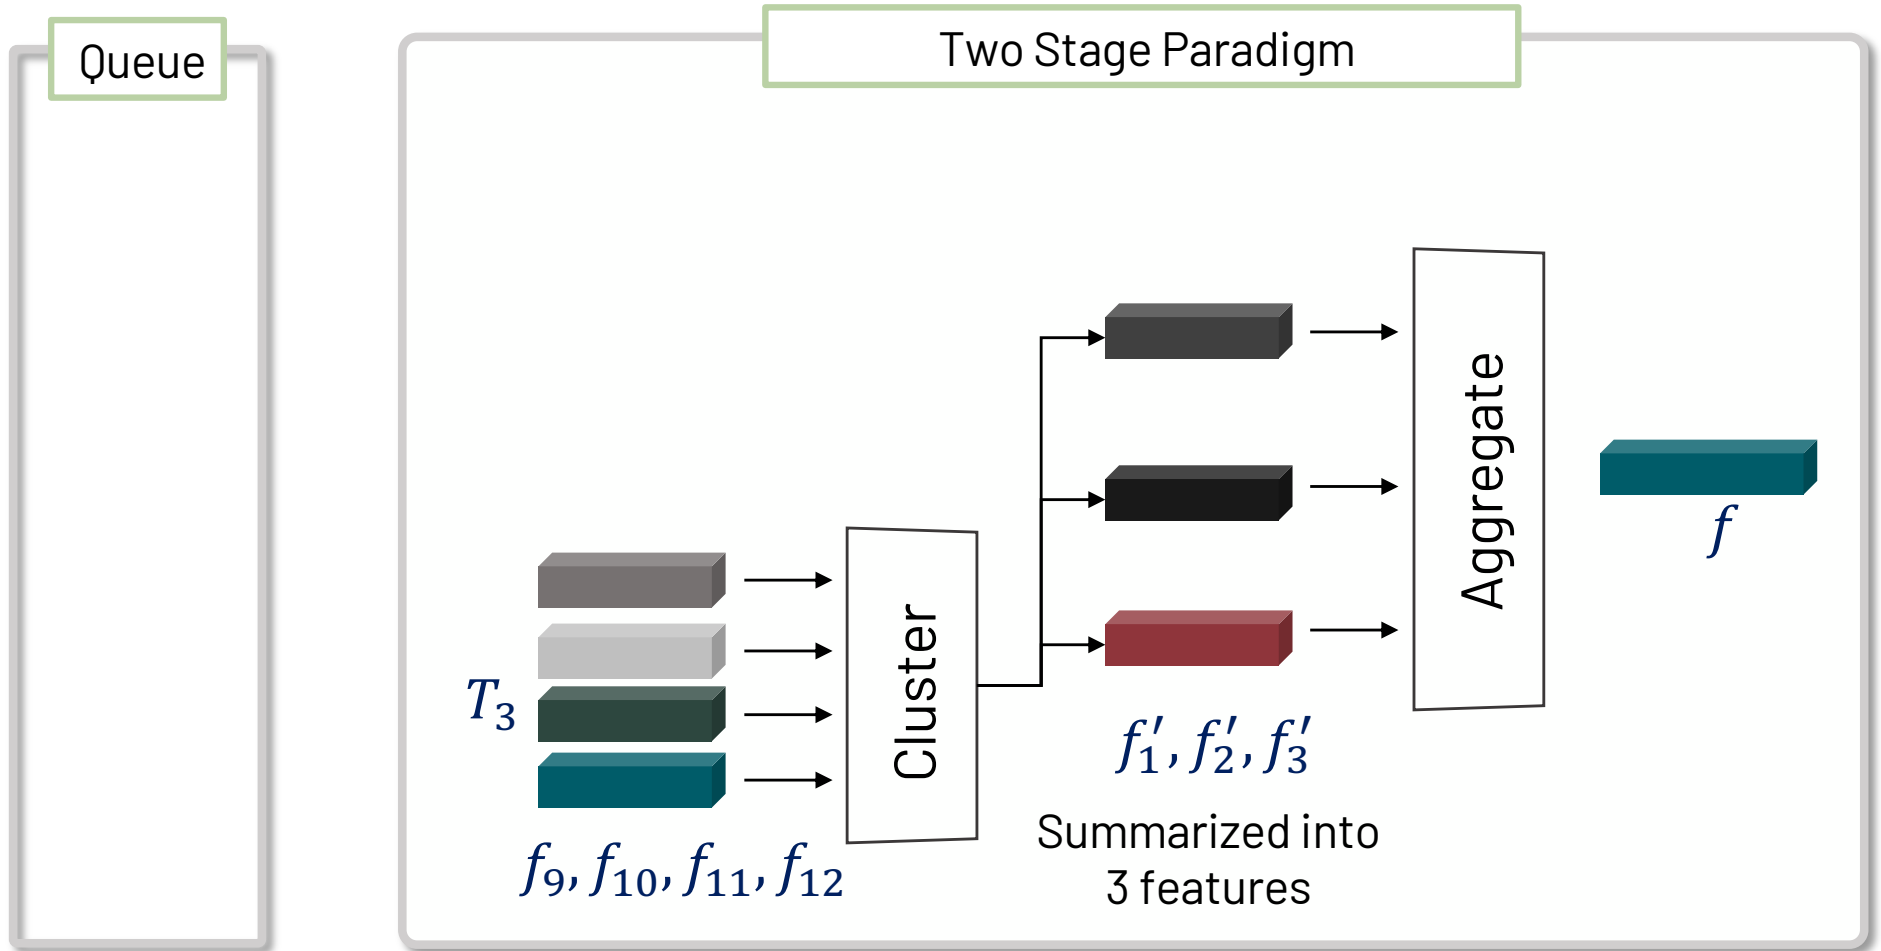 Queue
Two Stage Paradigm
Cluster
Aggregate
f
T₃
f′₁, f′₂, f′₃
f₉, f₁₀, f₁₁, f₁₂
Summarized into
3 features